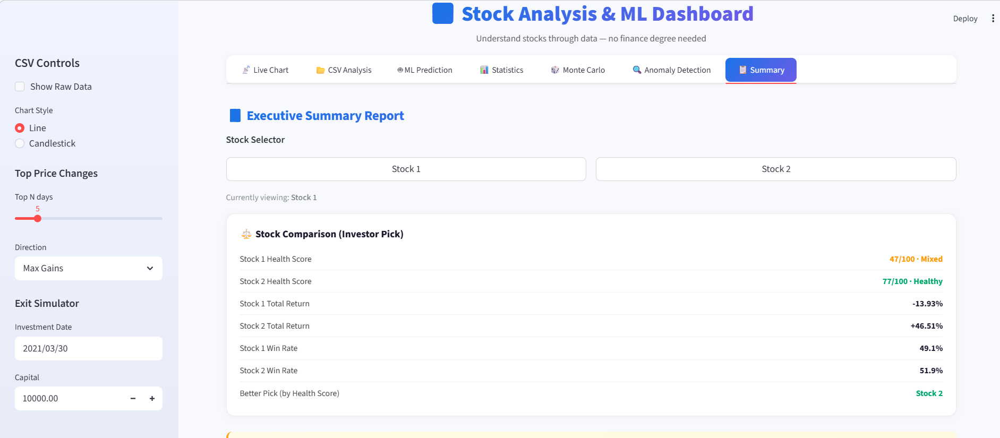 Stock Analysis & ML Dashboard
Deploy
Understand stocks through data — no finance degree needed
CSV Controls
Show Raw Data
Chart Style
Line
Candlestick
Top Price Changes
Top N days
5
Direction
Max Gains
Exit Simulator
Investment Date
2021/03/30
Capital
10000.00
Live Chart
CSV Analysis
ML Prediction
Statistics
Monte Carlo
Anomaly Detection
Summary
Executive Summary Report
Stock Selector
Stock 1
Stock 2
Currently viewing: Stock 1
Stock Comparison (Investor Pick)
Stock 1 Health Score 47/100 · Mixed
Stock 2 Health Score 77/100 · Healthy
Stock 1 Total Return -13.93%
Stock 2 Total Return +46.51%
Stock 1 Win Rate 49.1%
Stock 2 Win Rate 51.9%
Better Pick (by Health Score) Stock 2